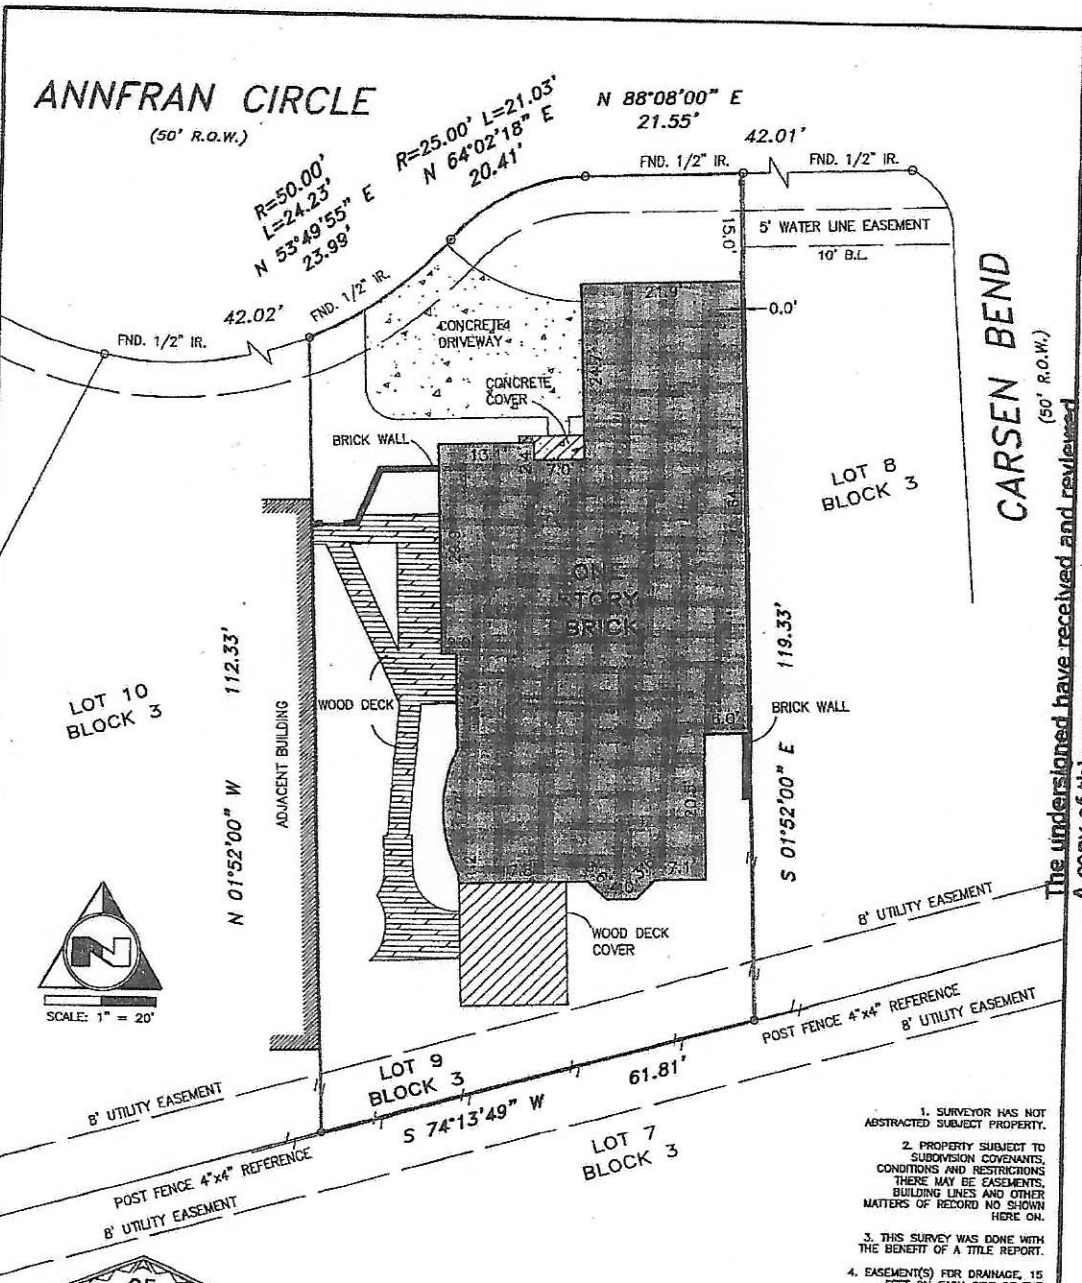 ANNFRAN CIRCLE
(50' R.O.W.)
R=50.00'
L=24.23'
N 53°49'55" E
23.99'
R=25.00' L=21.03'
N 64°02'18" E
20.41'
N 88°08'00" E
21.55'
42.01'
FND. 1/2" IR.
FND. 1/2" IR.
15.0'
5' WATER LINE EASEMENT
10' B.L.
42.02'
FND. 1/2" IR.
FND. 1/2" IR.
CONCRETE
DRIVEWAY
CONCRETE
COVER
21.9'
0.0'
CARSEN BEND
(50' R.O.W.)
BRICK WALL
7.0'
LOT 8
BLOCK 3
ONE
STORY
BRICK
The undersigned have received and reviewed
LOT 10
BLOCK 3
N 01°52'00" W 112.33'
ADJACENT BUILDING
WOOD DECK
6.0'
BRICK WALL
S 01°52'00" E 119.33'
7.1'
4.0'
WOOD DECK
COVER
8' UTILITY EASEMENT
N
SCALE: 1" = 20'
POST FENCE 4"x4" REFERENCE
8' UTILITY EASEMENT
LOT 9
BLOCK 3
61.81'
S 74°13'49" W
8' UTILITY EASEMENT
POST FENCE 4"x4" REFERENCE
8' UTILITY EASEMENT
LOT 7
BLOCK 3
1. SURVEYOR HAS NOT
ABSTRACTED SUBJECT PROPERTY.
2. PROPERTY SUBJECT TO
SUBDIVISION COVENANTS,
CONDITIONS AND RESTRICTIONS
THERE MAY BE EASEMENTS,
BUILDING LINES AND OTHER
MATTERS OF RECORD NO SHOWN
HERE ON.
3. THIS SURVEY WAS DONE WITH
THE BENEFIT OF A TITLE REPORT.
4. EASEMENT(S) FOR DRAINAGE, 15